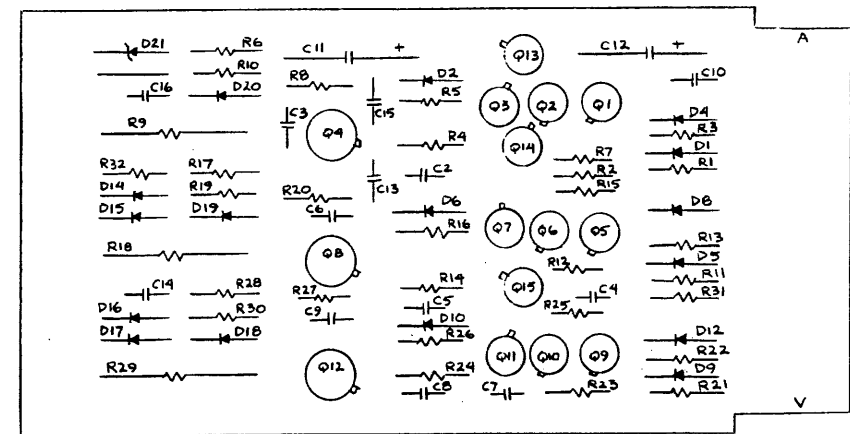 D21 R6 C11 + Q13 C12 + A
R10 R8 D2 C10
C16 D20 R5 Q3 Q2 Q1
C3 C15 D4
R9 Q4 R4 Q14 R3
R7 D1
R32 R17 C2 R2 R1
D14 R19 R20 C13 R15
D15 D19 C6 D6 D8
R16 Q7 Q6 Q5
R18 Q8 R13
R12 D5
C14 R28 R27 R14 Q15 C4 R11
R31
D16 R30 C9 C5 R25
D10
D17 D18 R26 D12
Q11 Q10 Q9 R22
R29 Q12 R24 D9
C8 C7 R23 R21
V